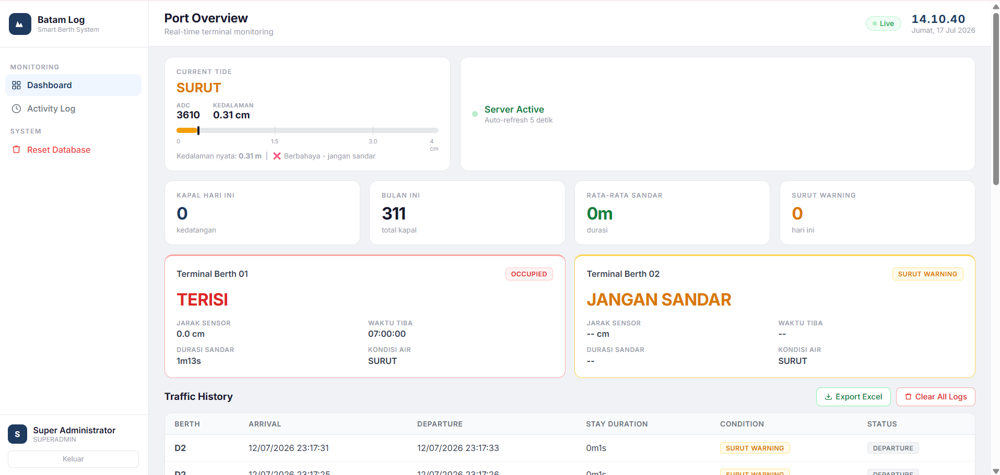 Batam Log
Smart Berth System
MONITORING
Dashboard
Activity Log
SYSTEM
Reset Database
Super Administrator
S
SUPERADMIN
Keluar
Port Overview
Real-time terminal monitoring
Live
14.10.40
Jumat, 17 Jul 2026
CURRENT TIDE
SURUT
ADC KEDALAMAN
3610 0.31 cm
0 1.5 3.0 4 cm
Kedalaman nyata: 0.31 m | ❌ Berbahaya - jangan sandar
Server Active
Auto-refresh 5 detik
KAPAL HARI INI
0
kedatangan
BULAN INI
311
total kapal
RATA-RATA SANDAR
0m
durasi
SURUT WARNING
0
hari ini
Terminal Berth 01 OCCUPIED
TERISI
JARAK SENSOR WAKTU TIBA
0.0 cm 07:00:00
DURASI SANDAR KONDISI AIR
1m13s SURUT
Terminal Berth 02 SURUT WARNING
JANGAN SANDAR
JARAK SENSOR WAKTU TIBA
-- cm --
DURASI SANDAR KONDISI AIR
-- SURUT
Traffic History Export Excel Clear All Logs
BERTH ARRIVAL DEPARTURE STAY DURATION CONDITION STATUS
D2 12/07/2026 23:17:31 12/07/2026 23:17:33 0m1s SURUT WARNING DEPARTURE
D2 12/07/2026 23:17:25 12/07/2026 23:17:26 0m1s SURUT WARNING DEPARTURE